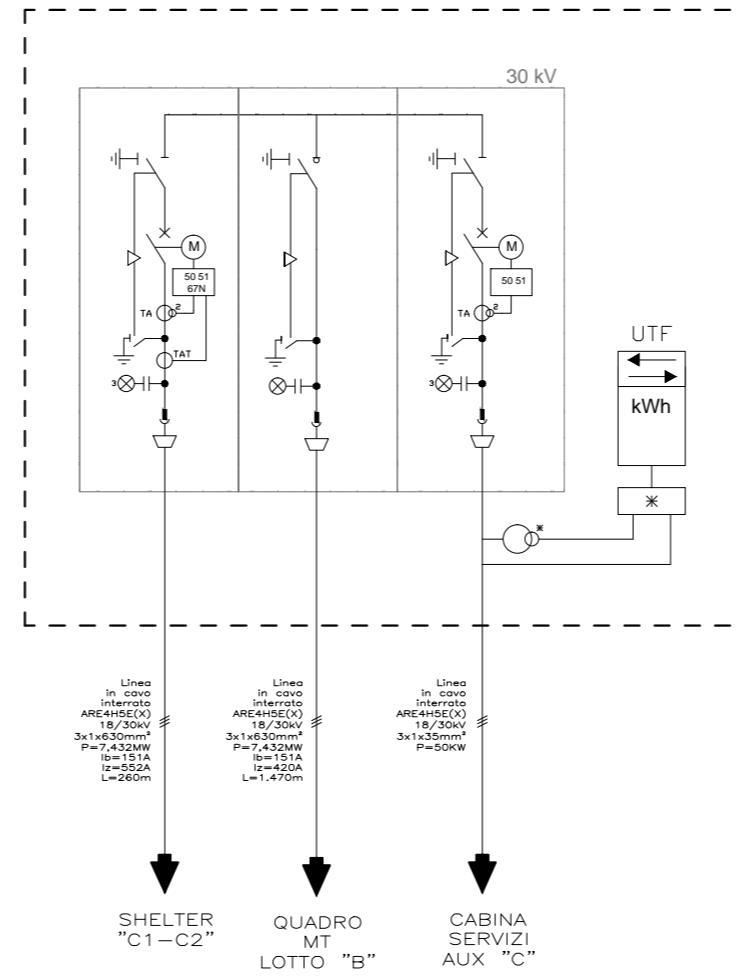 30 kV
M
50 51
67N
TA
2
TAT
3
M
50 51
TA
2
3
UTF
kWh
*
*
Linea
in cavo
interrato
ARE4H5E(X)
18/30kV
3x1x630mm²
P=7,432MW
Ib=151A
Iz=552A
L=260m
Linea
in cavo
interrato
ARE4H5E(X)
18/30kV
3x1x630mm²
P=7,432MW
Ib=151A
Iz=420A
L=1.470m
Linea
in cavo
interrato
ARE4H5E(X)
18/30kV
3x1x35mm²
P=50KW
SHELTER
"C1-C2"
QUADRO
MT
LOTTO "B"
CABINA
SERVIZI
AUX "C"